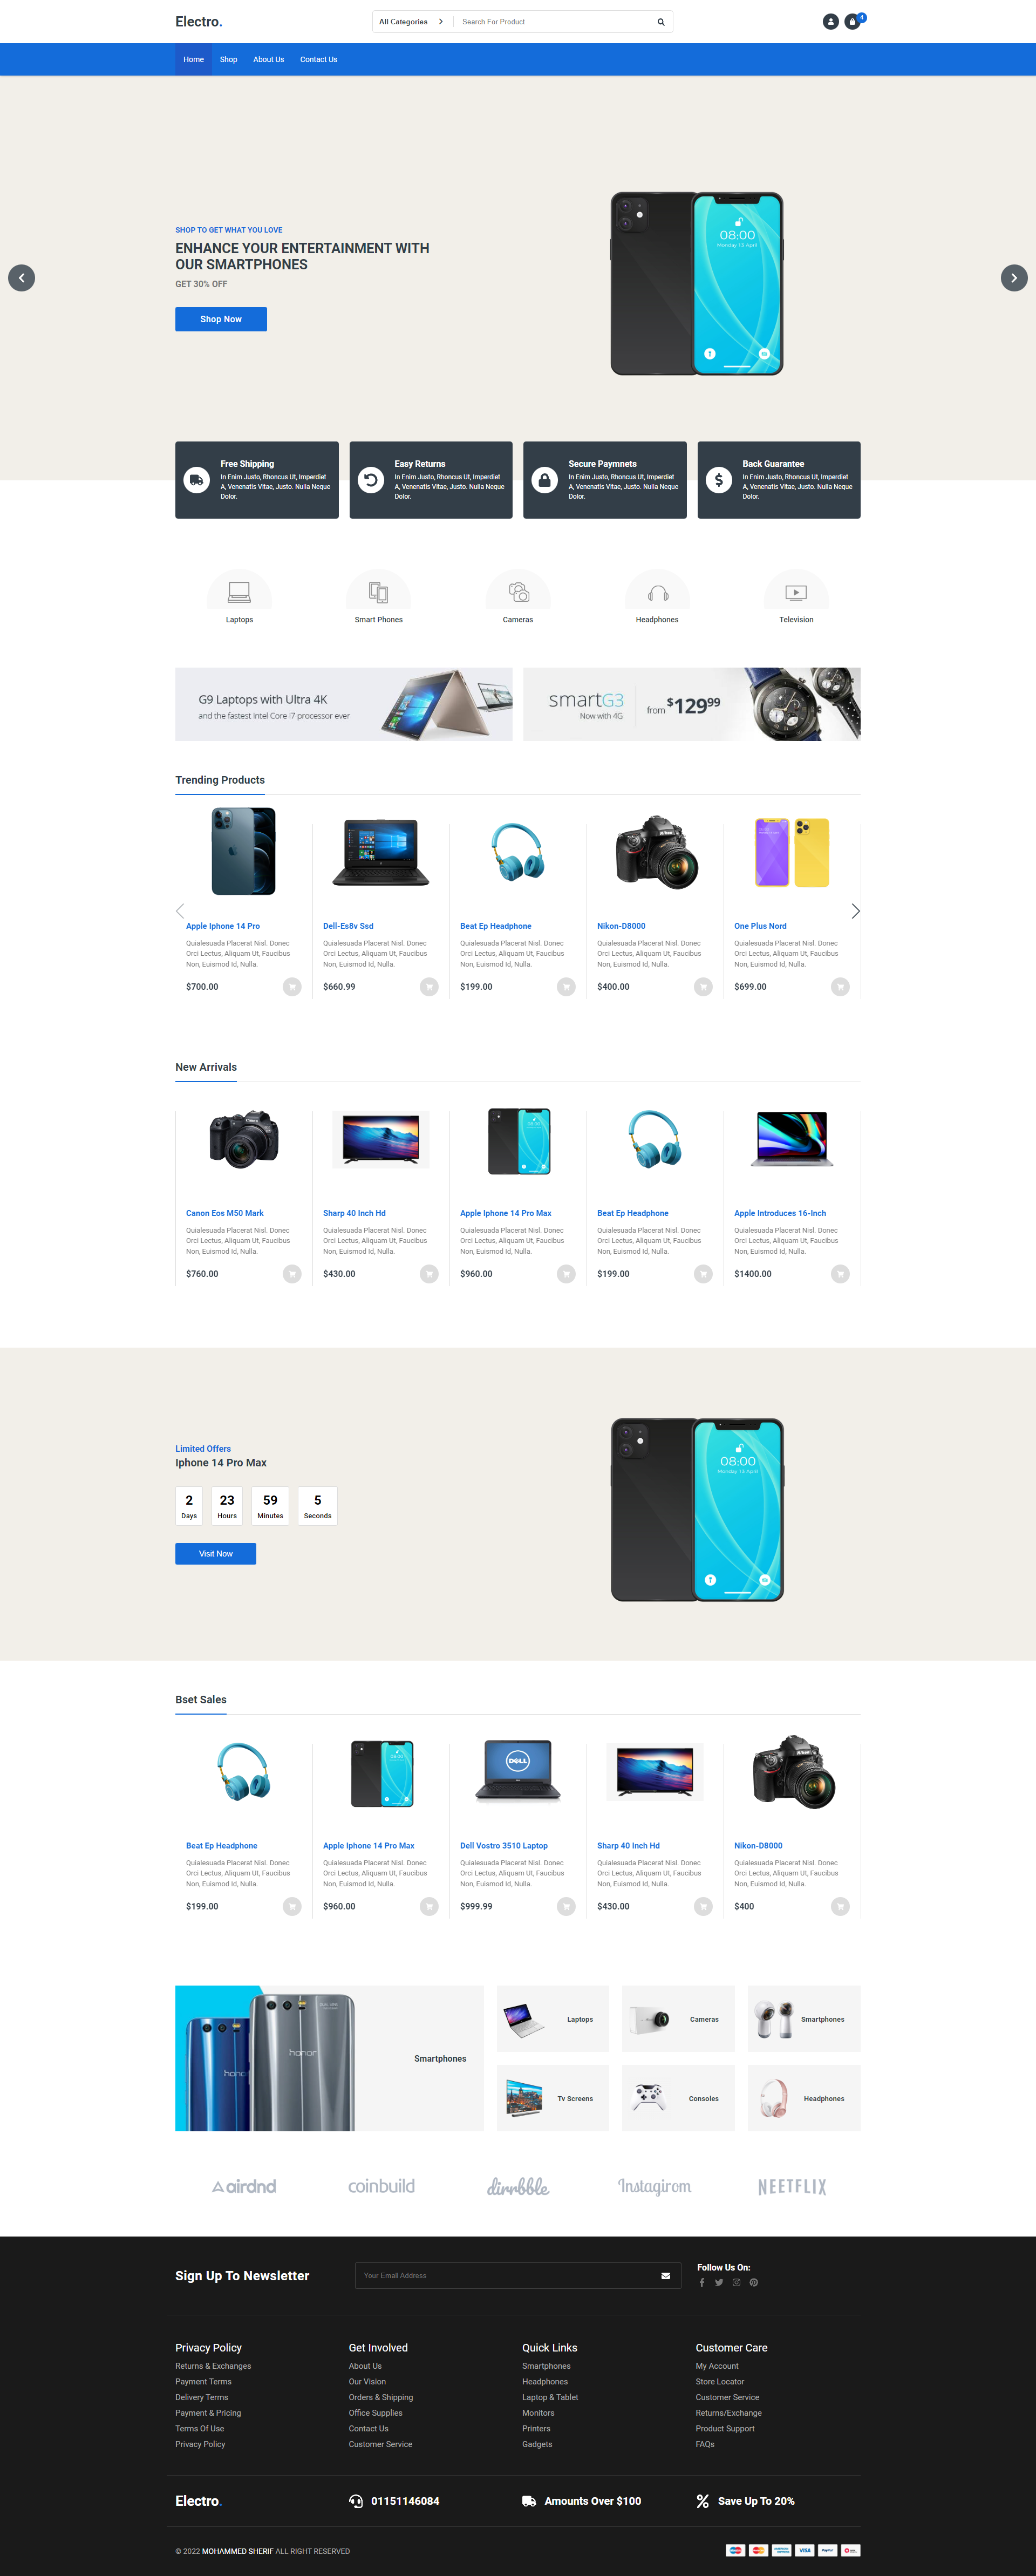 Electro.
All Categories
Search For Product
4
Home
Shop
About Us
Contact Us
SHOP TO GET WHAT YOU LOVE
ENHANCE YOUR ENTERTAINMENT WITH
OUR SMARTPHONES
GET 30% OFF
Shop Now
08:00
Monday 13 April
Free Shipping
In Enim Justo, Rhoncus Ut, Imperdiet
A, Venenatis Vitae, Justo. Nulla Neque
Dolor.
Easy Returns
In Enim Justo, Rhoncus Ut, Imperdiet
A, Venenatis Vitae, Justo. Nulla Neque
Dolor.
Secure Paymnets
In Enim Justo, Rhoncus Ut, Imperdiet
A, Venenatis Vitae, Justo. Nulla Neque
Dolor.
Back Guarantee
In Enim Justo, Rhoncus Ut, Imperdiet
A, Venenatis Vitae, Justo. Nulla Neque
Dolor.
Laptops
Smart Phones
Cameras
Headphones
Television
G9 Laptops with Ultra 4K
and the fastest Intel Core i7 processor ever
smartG3
Now with 4G
from $129 99
Trending Products
Apple Iphone 14 Pro
Qualesuada Placerat Nisl. Donec
Orci Lectus, Aliquam Ut, Faucibus
Non, Euismod Id, Nulla.
$700.00
Dell-Es8v Ssd
Quialesuada Placerat Nisl. Donec
Orci Lectus, Aliquam Ut, Faucibus
Non, Euismod Id, Nulla.
$660.99
Beat Ep Headphone
Quialesuada Placerat Nisl. Donec
Orci Lectus, Aliquam Ut, Faucibus
Non, Euismod Id, Nulla.
$199.00
Nikon-D8000
Quialesuada Placerat Nisl. Donec
Orci Lectus, Aliquam Ut, Faucibus
Non, Euismod Id, Nulla.
$400.00
One Plus Nord
Quialesuada Placerat Nisl. Donec
Orci Lectus, Aliquam Ut, Faucibus
Non, Euismod Id, Nulla.
$699.00
New Arrivals
Canon Eos M50 Mark
Quialesuada Placerat Nisl. Donec
Orci Lectus, Aliquam Ut, Faucibus
Non, Euismod Id, Nulla.
$760.00
Sharp 40 Inch Hd
Quialesuada Placerat Nisl. Donec
Orci Lectus, Aliquam Ut, Faucibus
Non, Euismod Id, Nulla.
$430.00
Apple Iphone 14 Pro Max
Quialesuada Placerat Nisl. Donec
Orci Lectus, Aliquam Ut, Faucibus
Non, Euismod Id, Nulla.
$960.00
Beat Ep Headphone
Quialesuada Placerat Nisl. Donec
Orci Lectus, Aliquam Ut, Faucibus
Non, Euismod Id, Nulla.
$199.00
Apple Introduces 16-Inch
Quialesuada Placerat Nisl. Donec
Orci Lectus, Aliquam Ut, Faucibus
Non, Euismod Id, Nulla.
$1400.00
Limited Offers
Iphone 14 Pro Max
2
Days
23
Hours
59
Minutes
5
Seconds
Visit Now
08:00
Monday 13 April
Bset Sales
DELL
Beat Ep Headphone
Quialesuada Placerat Nisl. Donec
Orci Lectus, Aliquam Ut, Faucibus
Non, Euismod Id, Nulla.
$199.00
Apple Iphone 14 Pro Max
Quialesuada Placerat Nisl. Donec
Orci Lectus, Aliquam Ut, Faucibus
Non, Euismod Id, Nulla.
$960.00
Dell Vostro 3510 Laptop
Quialesuada Placerat Nisl. Donec
Orci Lectus, Aliquam Ut, Faucibus
Non, Euismod Id, Nulla.
$999.99
Sharp 40 Inch Hd
Quialesuada Placerat Nisl. Donec
Orci Lectus, Aliquam Ut, Faucibus
Non, Euismod Id, Nulla.
$430.00
Nikon-D8000
Quialesuada Placerat Nisl. Donec
Orci Lectus, Aliquam Ut, Faucibus
Non, Euismod Id, Nulla.
$400
honor
honor
Smartphones
Laptops
Cameras
Smartphones
Tv Screens
Consoles
Headphones
airdnd
coinbuild
dirrbble
Instagirom
NEETFLIX
Sign Up To Newsletter
Your Email Address
Follow Us On:
Privacy Policy
Returns & Exchanges
Payment Terms
Delivery Terms
Payment & Pricing
Terms Of Use
Privacy Policy
Get Involved
About Us
Our Vision
Orders & Shipping
Office Supplies
Contact Us
Customer Service
Quick Links
Smartphones
Headphones
Laptop & Tablet
Monitors
Printers
Gadgets
Customer Care
My Account
Store Locator
Customer Service
Returns/Exchange
Product Support
FAQs
Electro.
01151146084
Amounts Over $100
Save Up To 20%
© 2022 MOHAMMED SHERIF ALL RIGHT RESERVED
VISA
PayPal